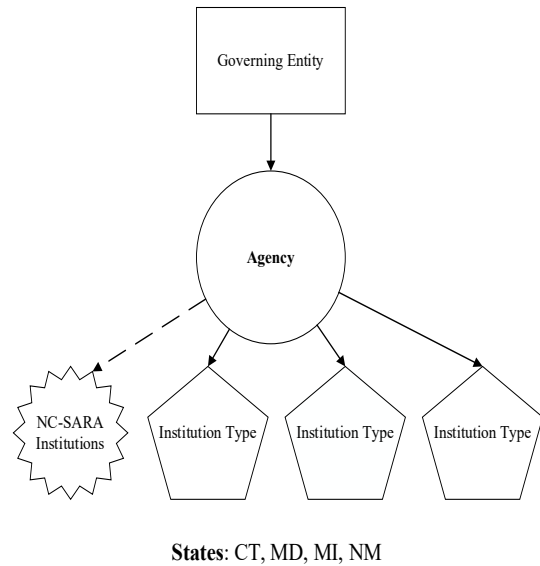 Governing Entity
Agency
NC-SARA
Institutions
Institution Type
Institution Type
Institution Type
States: CT, MD, MI, NM